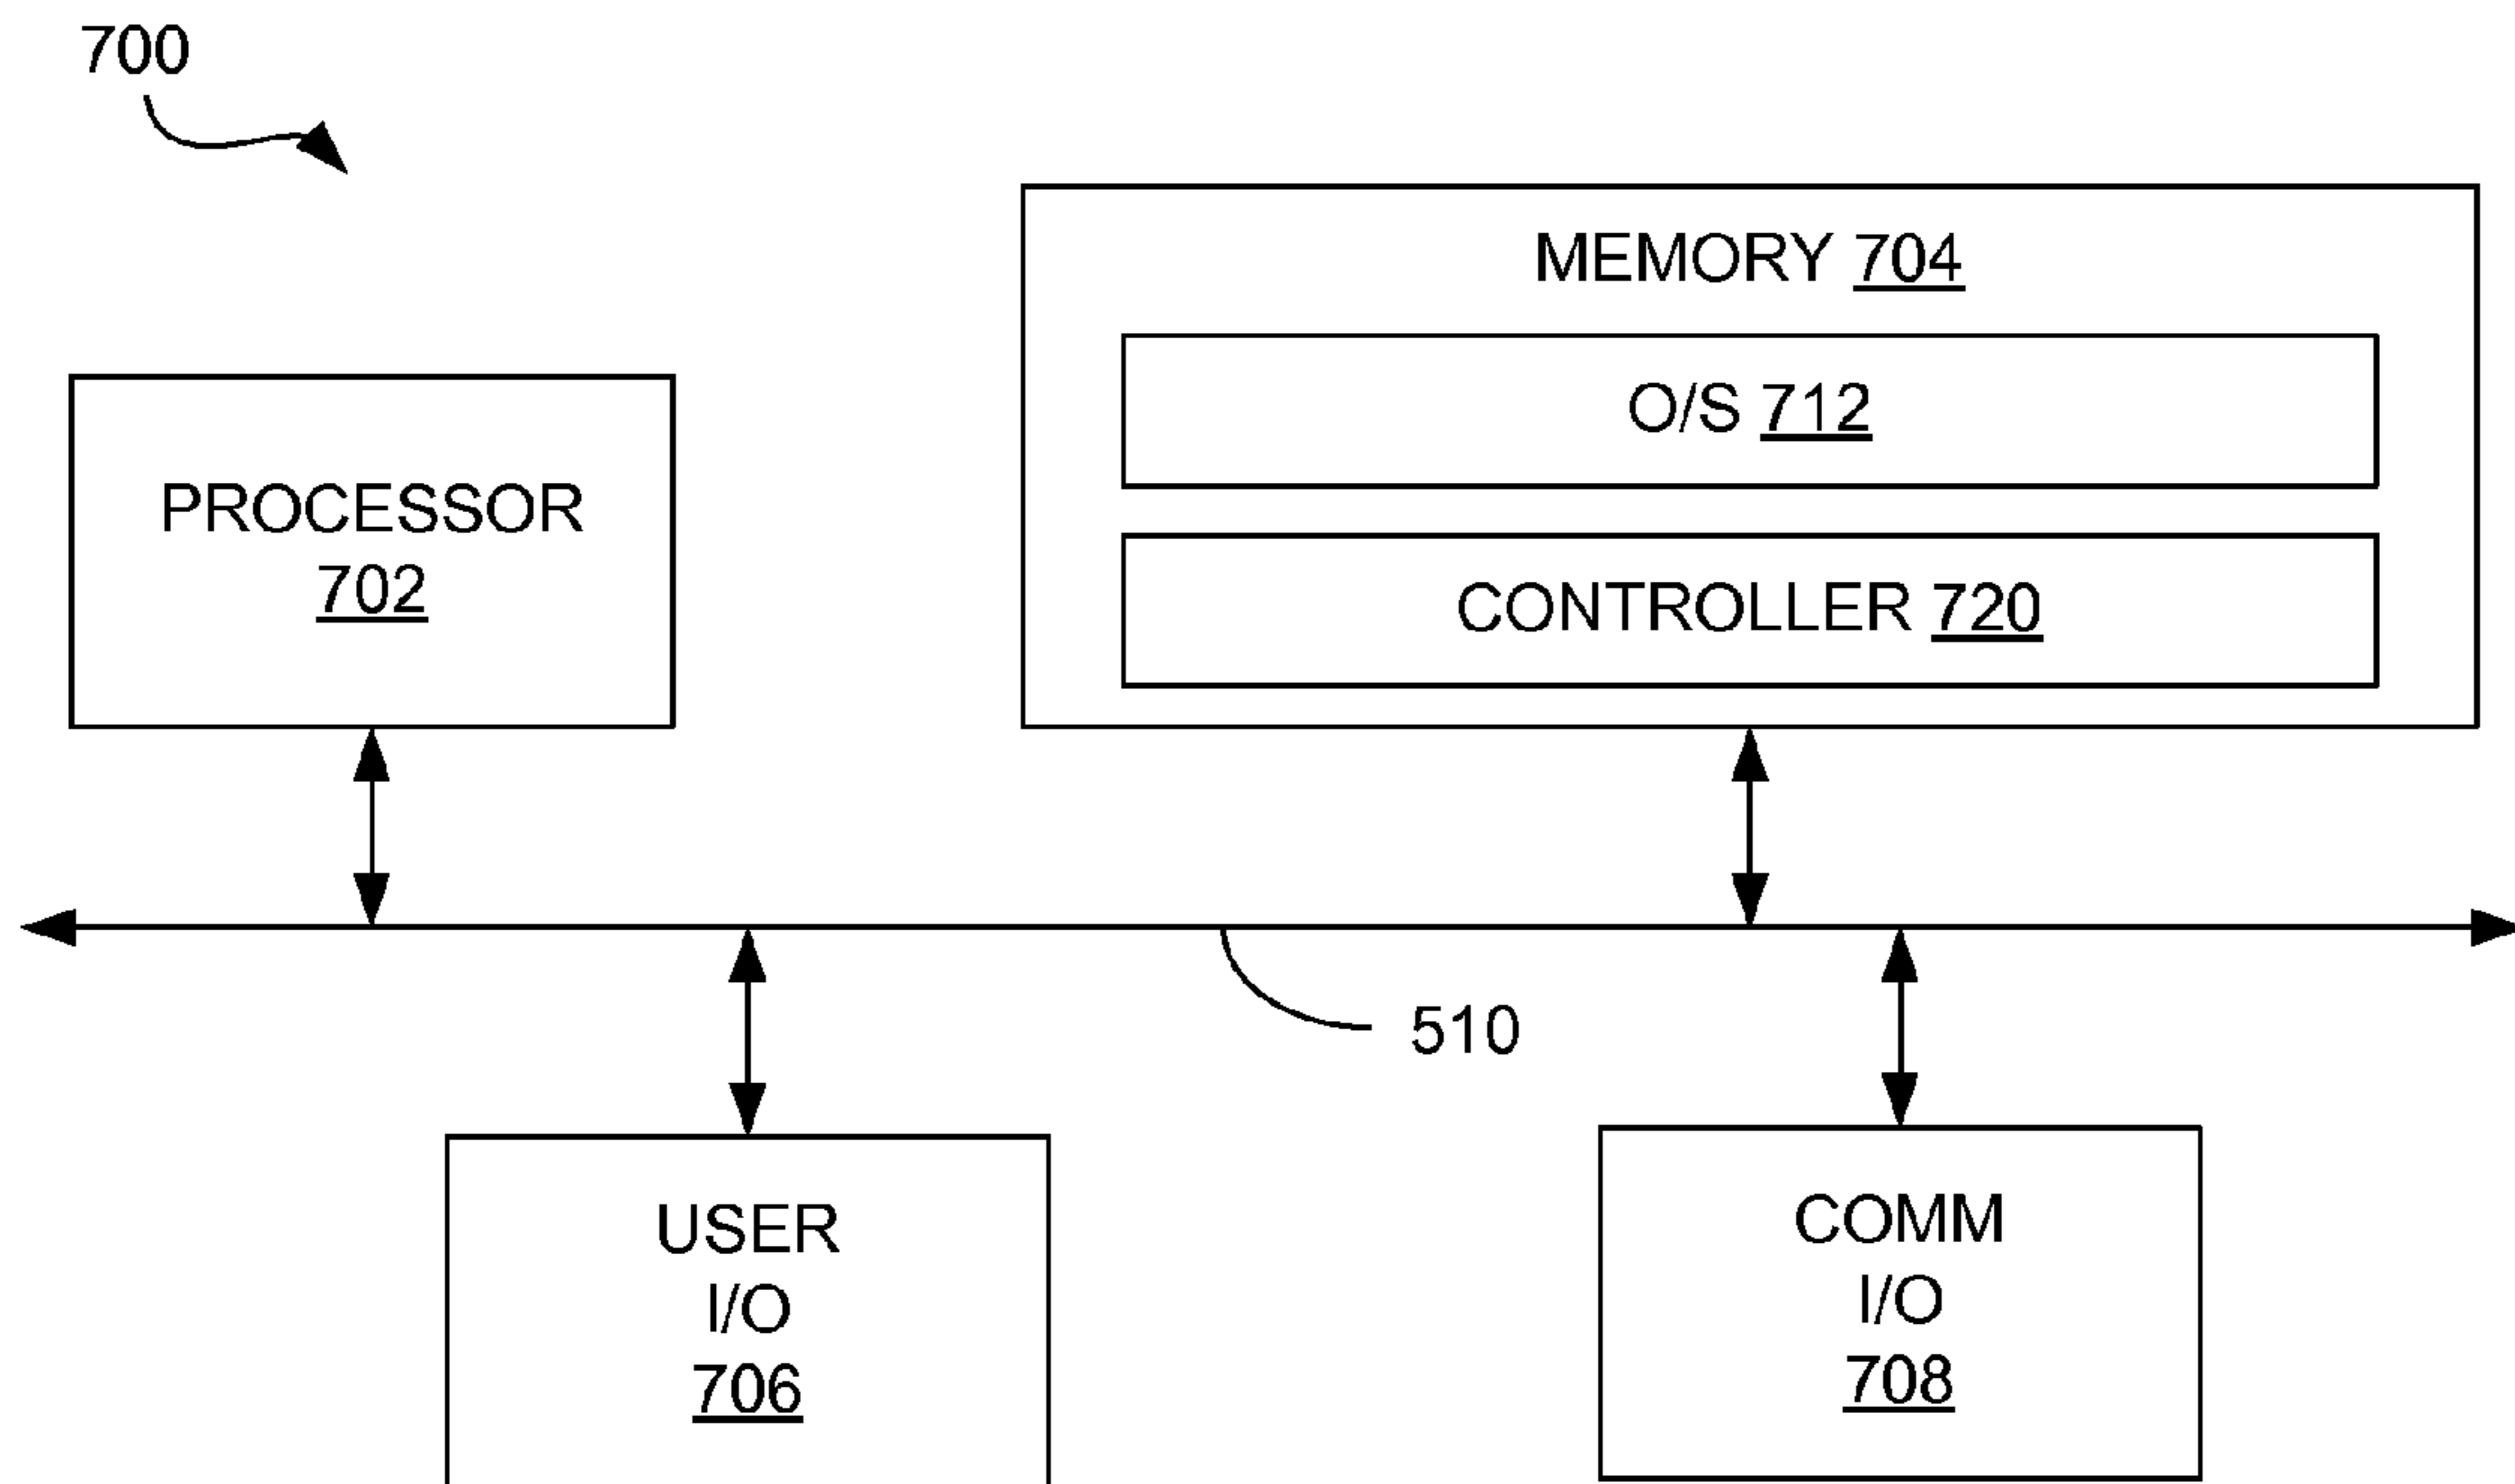 700
MEMORY 704
O/S 712
CONTROLLER 720
PROCESSOR
702
510
USER
I/O
706
COMM
I/O
708